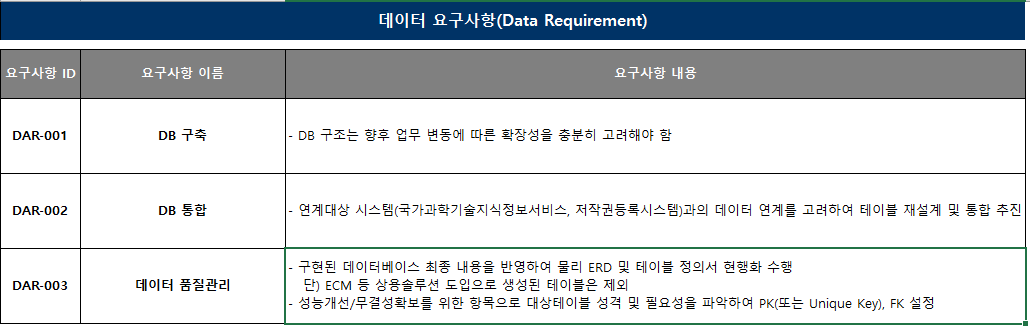 데이터 요구사항(Data Requirement)
요구사항 ID
요구사항 이름
요구사항 내용
DAR-001
DB 구축
- DB 구조는 향후 업무 변동에 따른 확장성을 충분히 고려해야 함
DAR-002
DB 통합
- 연계대상 시스템(국가과학기술지식정보서비스, 저작권등록시스템)과의 데이터 연계를 고려하여 테이블 재설계 및 통합 추진
DAR-003
데이터 품질관리
- 구현된 데이터베이스 최종 내용을 반영하여 물리 ERD 및 테이블 정의서 현행화 수행
단) ECM 등 상용솔루션 도입으로 생성된 테이블은 제외
- 성능개선/무결성확보를 위한 항목으로 대상테이블 성격 및 필요성을 파악하여 PK(또는 Unique Key), FK 설정